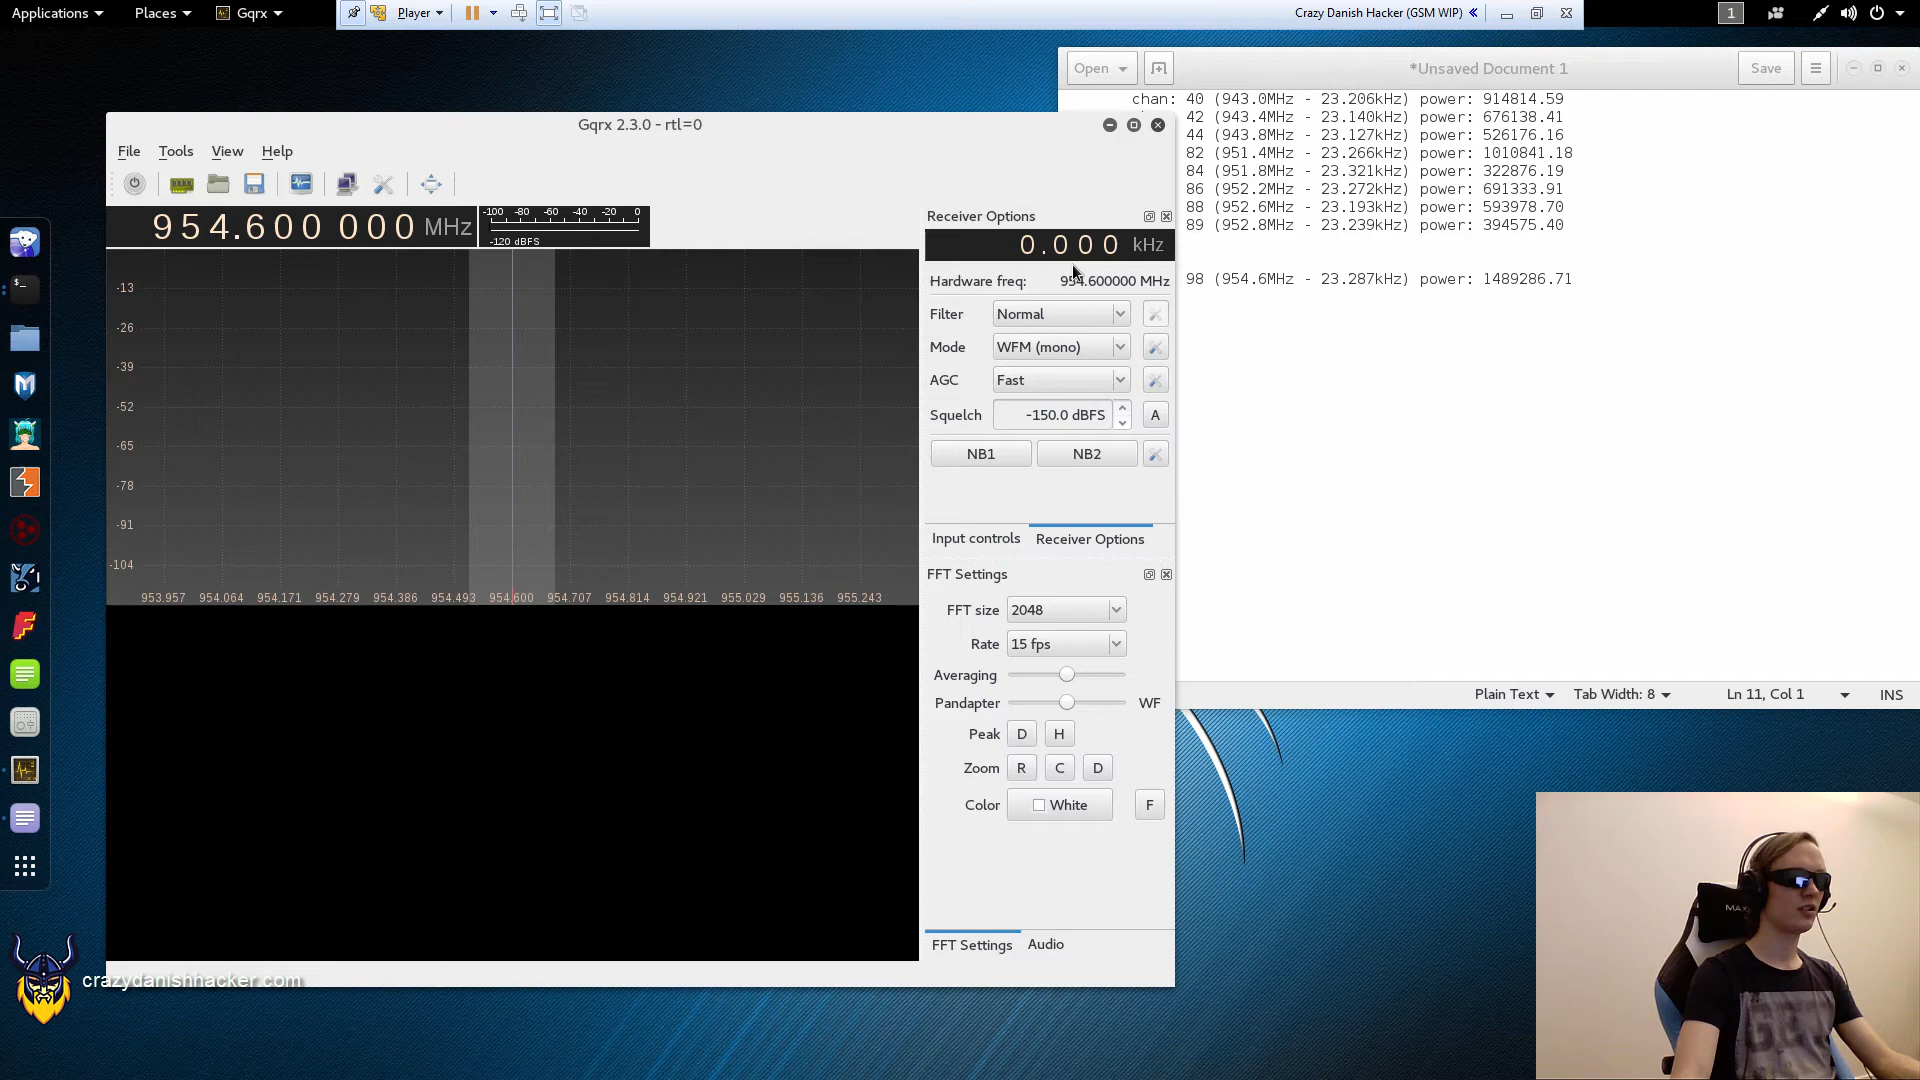 Applications Places Gqrx Player Crazy Danish Hacker (GSM WIP) 1
Open *Unsaved Document 1 Save
chan: 40 (943.0MHz - 23.206kHz) power: 914814.59
42 (943.4MHz - 23.140kHz) power: 676138.41
44 (943.8MHz - 23.127kHz) power: 526176.16
82 (951.4MHz - 23.266kHz) power: 1010841.18
84 (951.8MHz - 23.321kHz) power: 322876.19
86 (952.2MHz - 23.272kHz) power: 691333.91
88 (952.6MHz - 23.193kHz) power: 593978.70
89 (952.8MHz - 23.239kHz) power: 394575.40
98 (954.6MHz - 23.287kHz) power: 1489286.71
Plain Text Tab Width: 8 Ln 11, Col 1 INS
Gqrx 2.3.0 - rtl=0
File Tools View Help
954.600 000 MHz
-100 -80 -60 -40 -20 0
-120 dBFS
-13
-26
-39
-52
-65
-78
-91
-104
953.957 954.064 954.171 954.279 954.386 954.493 954.600 954.707 954.814 954.921 955.029 955.136 955.243
Receiver Options
0.000 kHz
Hardware freq: 954.600000 MHz
Filter Normal
Mode WFM (mono)
AGC Fast
Squelch -150.0 dBFS A
NB1 NB2
Input controls Receiver Options
FFT Settings
FFT size 2048
Rate 15 fps
Averaging
Pandapter WF
Peak D H
Zoom R C D
Color White F
FFT Settings Audio
crazydanishhacker.com